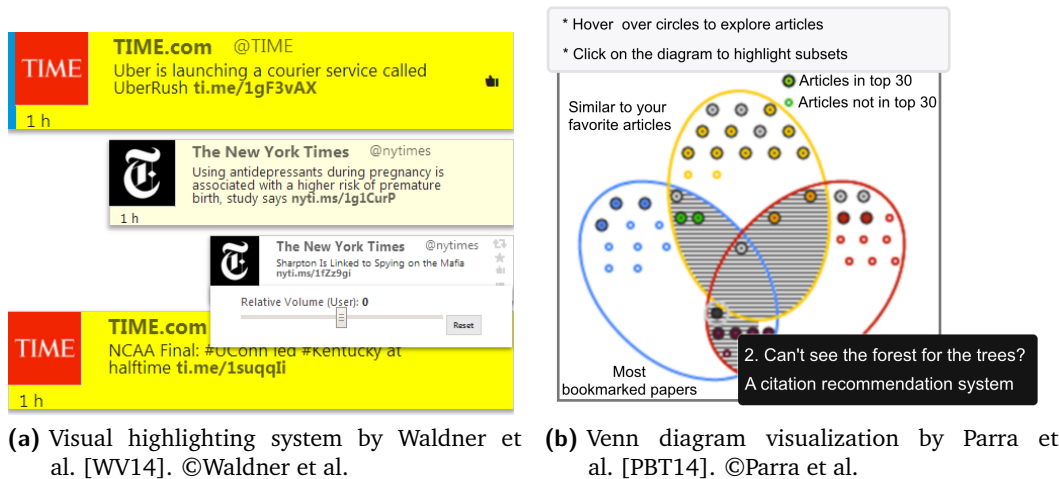 TIME
TIME.com @TIME
Uber is launching a courier service called
UberRush ti.me/1gF3vAX
1 h
The New York Times @nytimes
Using antidepressants during pregnancy is
associated with a higher risk of premature
birth, study says nyti.ms/1g1CurP
1 h
The New York Times @nytimes
Sharpton Is Linked to Spying on the Mafia
nyti.ms/1fZz9gi
Relative Volume (User): 0
Reset
TIME
TIME.com
NCAA Final: #UConn led #Kentucky at
halftime ti.me/1suqqIi
1 h
(a) Visual highlighting system by Waldner et
al. [WV14]. ©Waldner et al.
* Hover over circles to explore articles
* Click on the diagram to highlight subsets
Articles in top 30
Articles not in top 30
Similar to your
favorite articles
Most
bookmarked papers
2. Can't see the forest for the trees?
A citation recommendation system
(b) Venn diagram visualization by Parra et
al. [PBT14]. ©Parra et al.